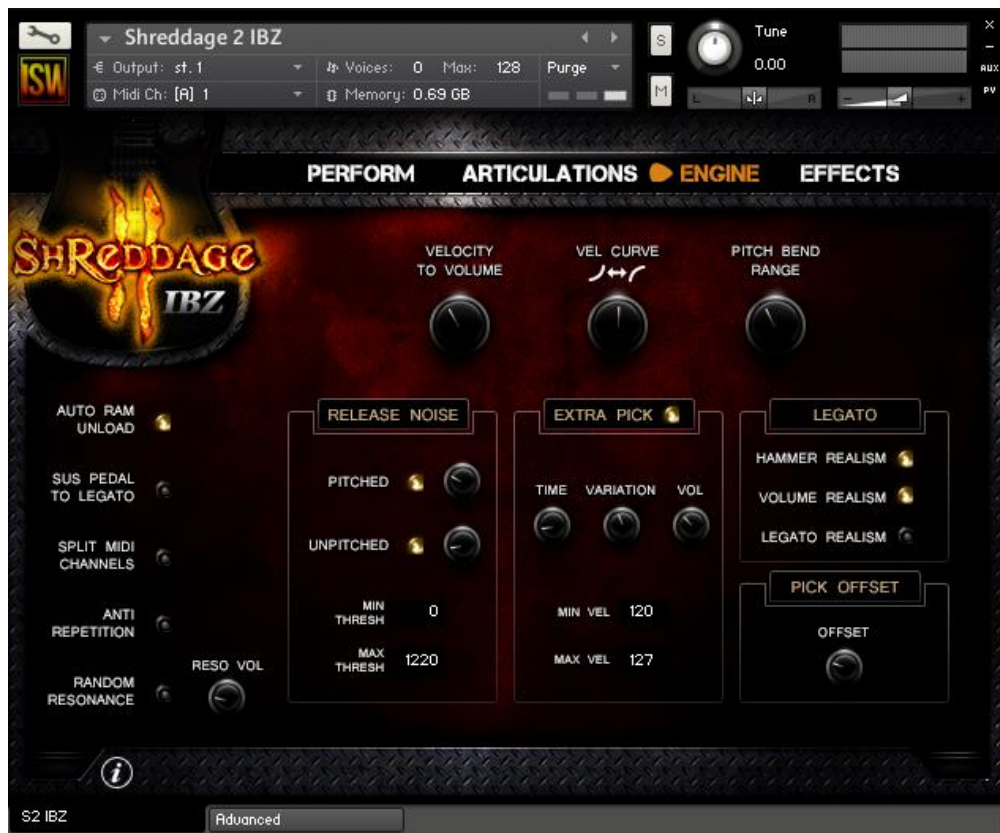 Shreddage 2 IBZ
S
Tune
0.00
Output: st.1
Voices: 0 Max: 128
Purge
AUX
ISW
Midi Ch: [A] 1
Memory: 0.69 GB
M
L
R
PV
PERFORM
ARTICULATIONS
ENGINE
EFFECTS
SHREDDAGE
II
IBZ
VELOCITY
TO VOLUME
VEL CURVE
PITCH BEND
RANGE
AUTO RAM
UNLOAD
SUS PEDAL
TO LEGATO
SPLIT MIDI
CHANNELS
ANTI
REPETITION
RANDOM
RESONANCE
RESO VOL
RELEASE NOISE
PITCHED
UNPITCHED
MIN
THRESH
0
MAX
THRESH
1220
EXTRA PICK
TIME
VARIATION
VOL
MIN VEL 120
MAX VEL 127
LEGATO
HAMMER REALISM
VOLUME REALISM
LEGATO REALISM
PICK OFFSET
OFFSET
i
S2 IBZ
Advanced